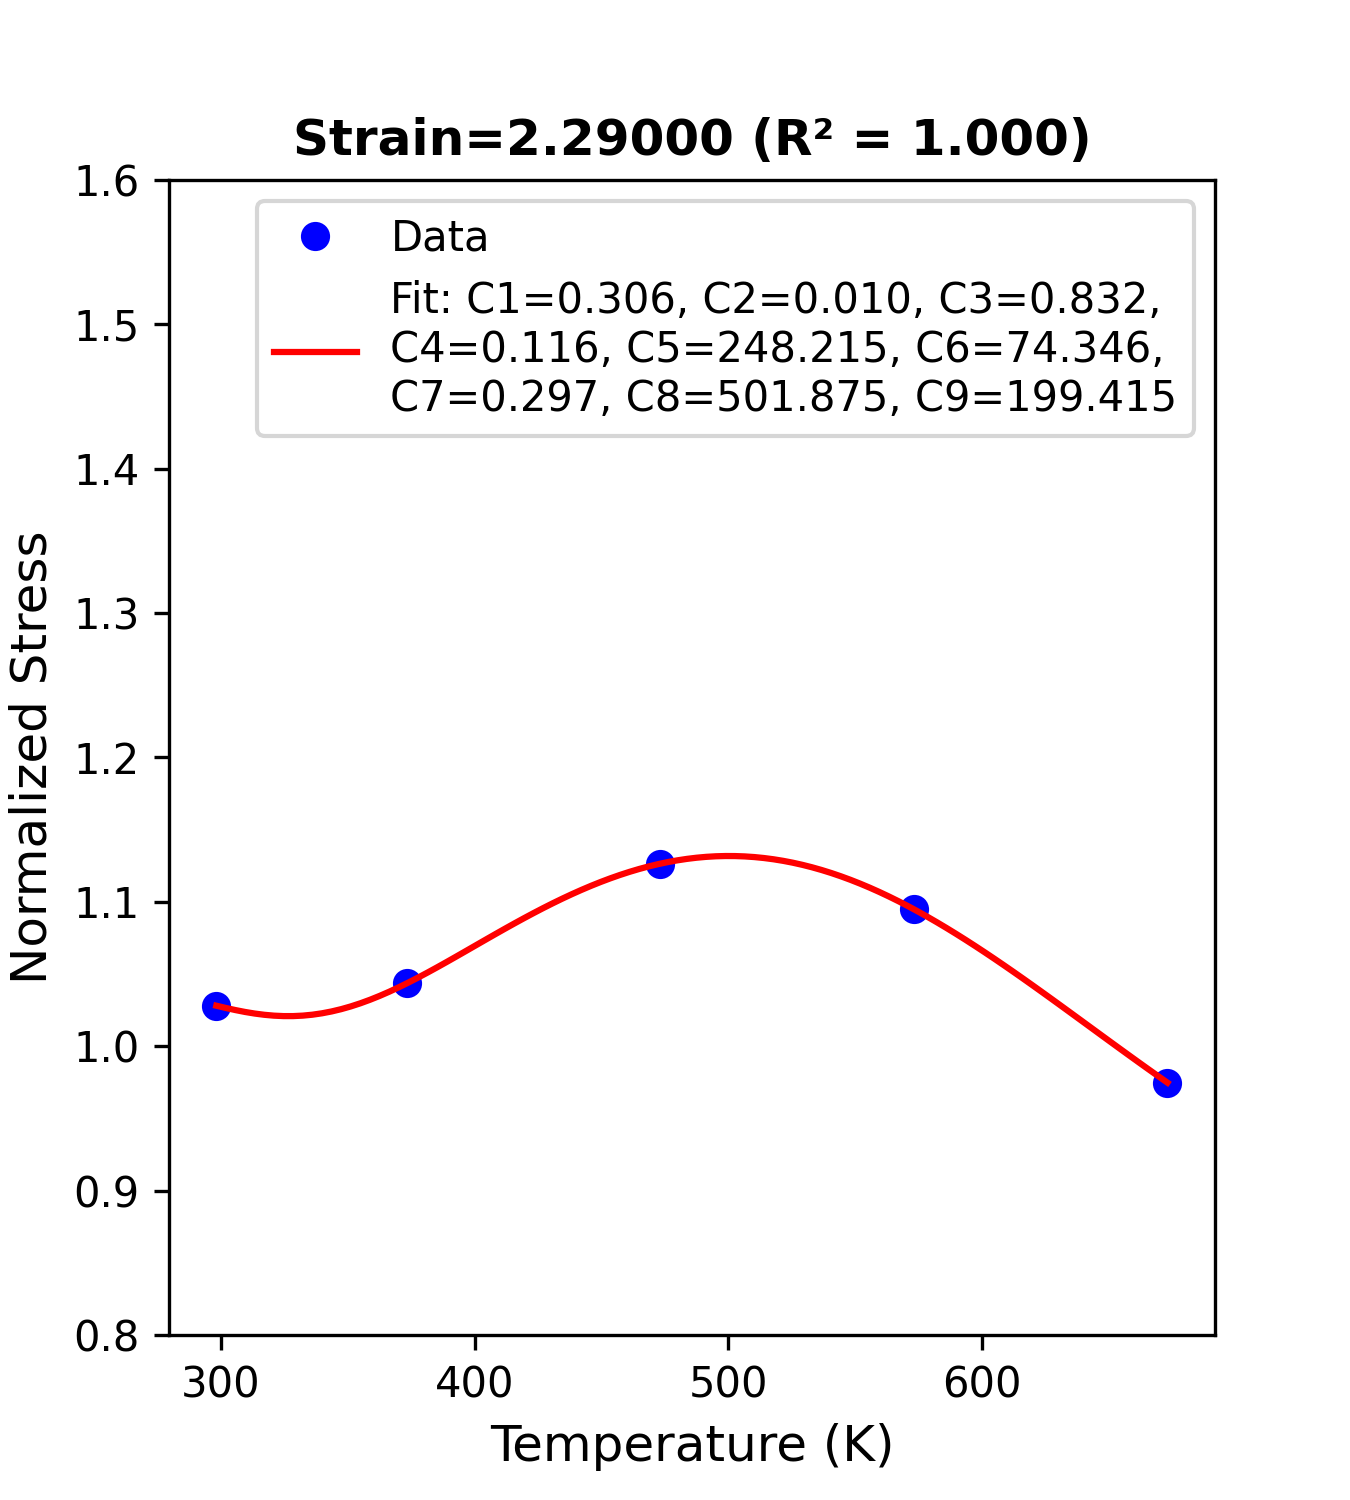 Strain=2.29000 (R² = 1.000)
1.6
1.5
1.4
1.3
1.2
1.1
1.0
0.9
0.8
Normalized Stress
Data
Fit: C1=0.306, C2=0.010, C3=0.832,
C4=0.116, C5=248.215, C6=74.346,
C7=0.297, C8=501.875, C9=199.415
300 400 500 600
Temperature (K)